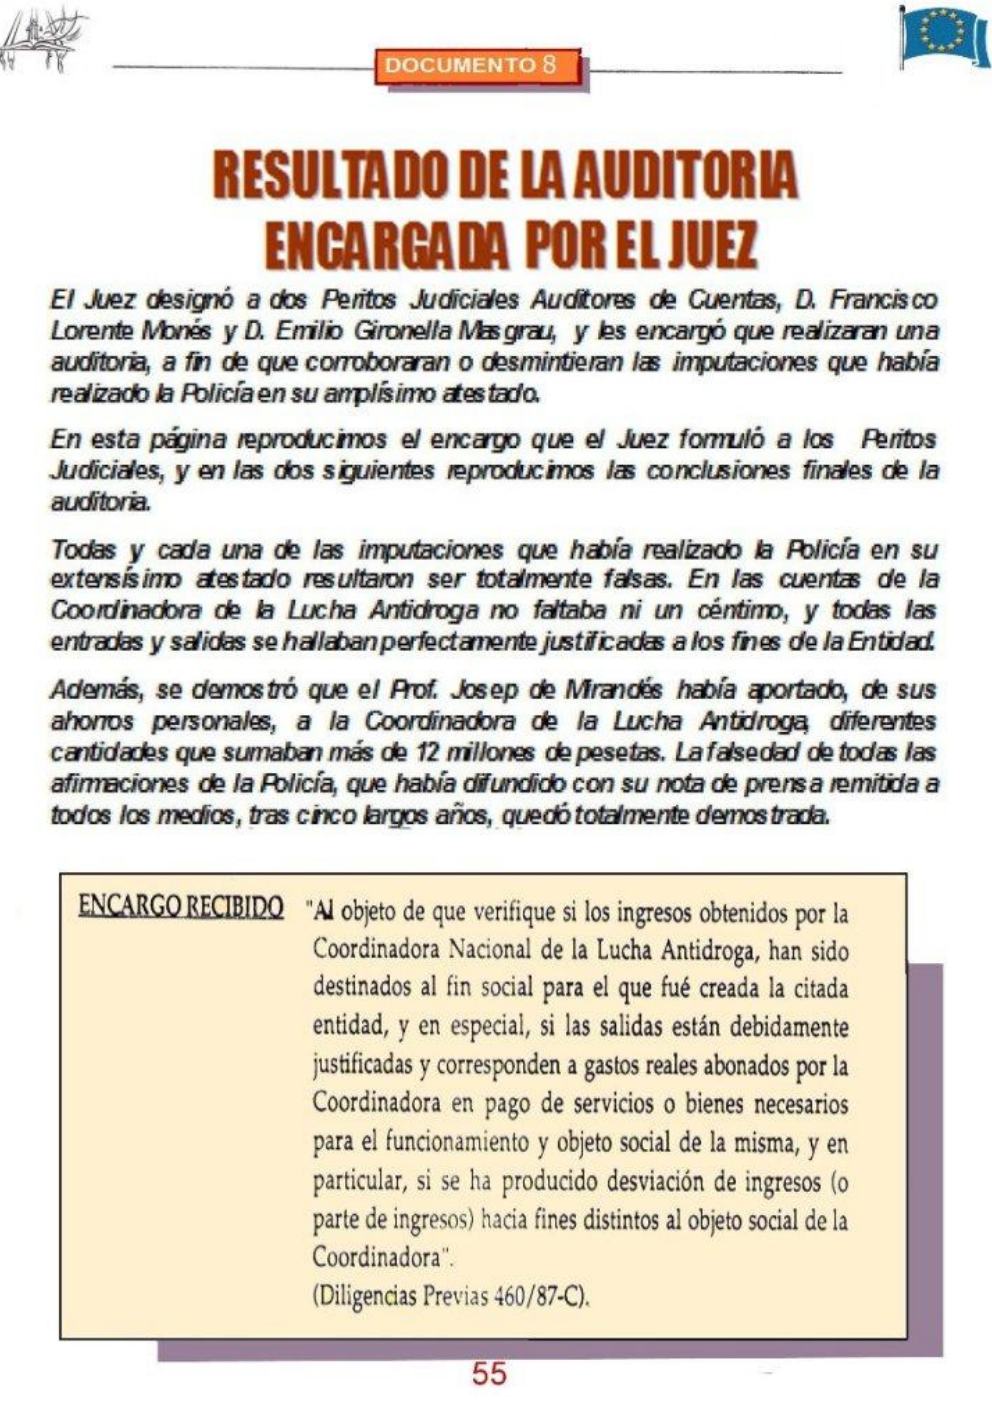 DOCUMENTO 8
RESULTADO DE LA AUDITORIA
ENCARGADA POR EL JUEZ
El Juez designó a dos Peritos Judiciales Auditores de Cuentas, D. Francisco
Lorente Monés y D. Emilio Gironella Masgrau, y les encargó que realizaran una
auditoria, a fin de que corroboraran o desmintieran las imputaciones que había
realizado la Policía en su amplísimo atestado.
En esta página reproducimos el encargo que el Juez formuló a los Peritos
Judiciales, y en las dos siguientes reproducimos las conclusiones finales de la
auditoria.
Todas y cada una de las imputaciones que había realizado la Policía en su
extensísimo atestado resultaron ser totalmente falsas. En las cuentas de la
Coordinadora de la Lucha Antidroga no faltaba ni un céntimo, y todas las
entradas y salidas se hallaban perfectamente justificadas a los fines de la Entidad.
Además, se demostró que el Prof. Josep de Mirandés había aportado, de sus
ahorros personales, a la Coordinadora de la Lucha Antidroga, diferentes
cantidades que sumaban más de 12 millones de pesetas. La falsedad de todas las
afirmaciones de la Policía, que había difundido con su nota de prensa remitida a
todos los medios, tras cinco largos años, quedó totalmente demostrada.
ENCARGO RECIBIDO "Al objeto de que verifique si los ingresos obtenidos por la
Coordinadora Nacional de la Lucha Antidroga, han sido
destinados al fin social para el que fué creada la citada
entidad, y en especial, si las salidas están debidamente
justificadas y corresponden a gastos reales abonados por la
Coordinadora en pago de servicios o bienes necesarios
para el funcionamiento y objeto social de la misma, y en
particular, si se ha producido desviación de ingresos (o
parte de ingresos) hacia fines distintos al objeto social de la
Coordinadora".
(Diligencias Previas 460/87-C).
55